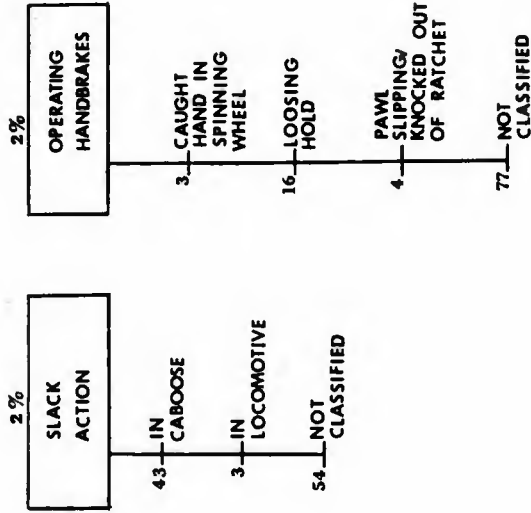 2%
SLACK
ACTION
43 IN
CABOOSE
3 IN
LOCOMOTIVE
54 NOT
CLASSIFIED
2%
OPERATING
HANDBRAKES
3 CAUGHT
HAND IN
SPINNING
WHEEL
16 LOOSING
HOLD
4 PAWL
SLIPPING/
KNOCKED OUT
OF RATCHET
77 NOT
CLASSIFIED